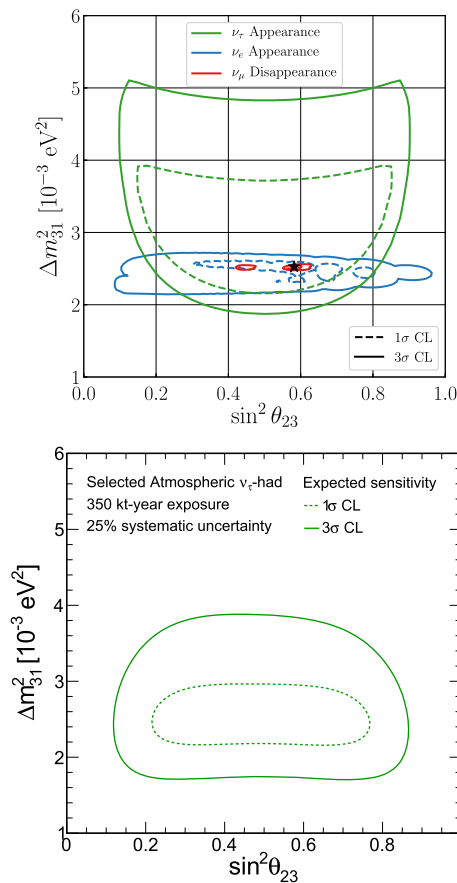 ν_τ Appearance
ν_e Appearance
ν_μ Disappearance
6
5
4
3
2
1
Δm²₃₁ [10⁻³ eV²]
1σ CL
3σ CL
0.0 0.2 0.4 0.6 0.8 1.0
sin² θ₂₃
Selected Atmospheric ν_τ-had
350 kt-year exposure
25% systematic uncertainty
Expected sensitivity
1σ CL
3σ CL
6
5
4
3
2
1
Δm²₃₁ [10⁻³ eV²]
0 0.2 0.4 0.6 0.8 1
sin²θ₂₃